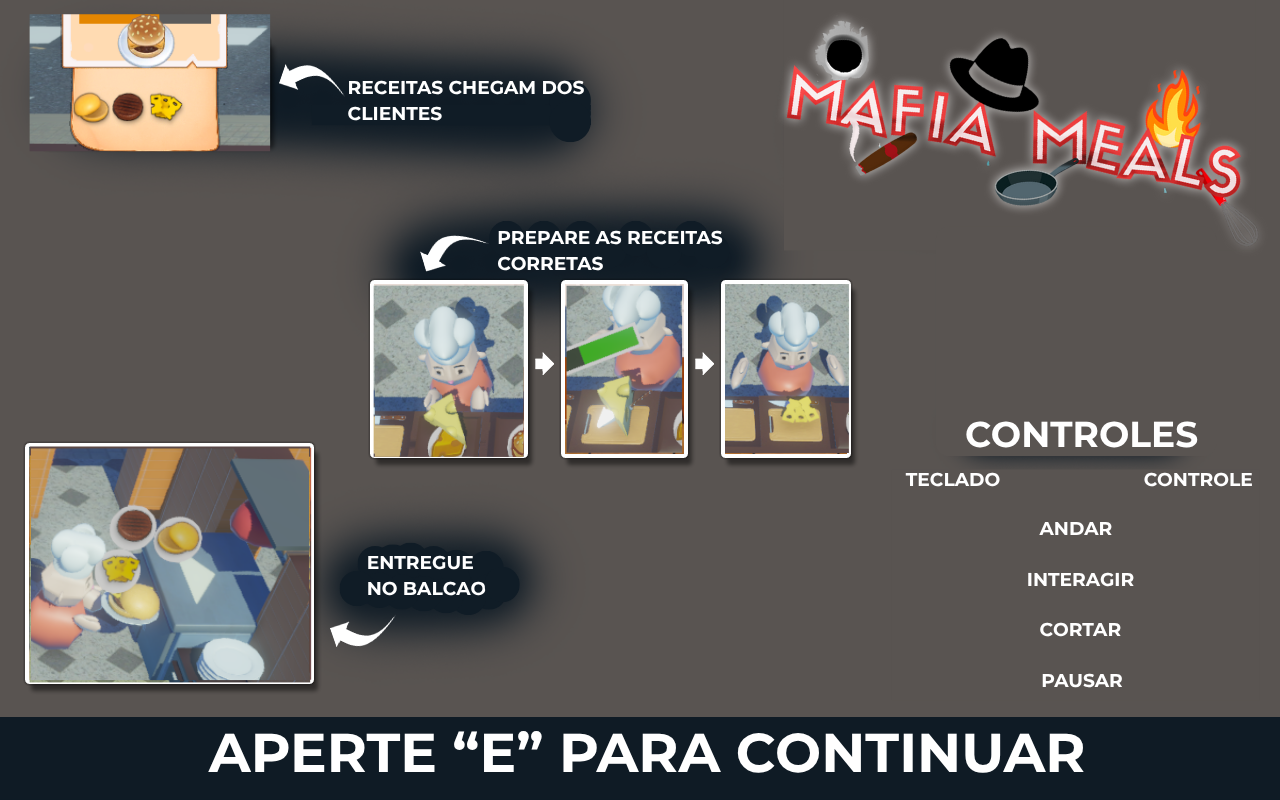 RECEITAS CHEGAM DOS
CLIENTES
MAFIA MEALS
PREPARE AS RECEITAS
CORRETAS
CONTROLES
TECLADO CONTROLE
ANDAR
INTERAGIR
CORTAR
PAUSAR
ENTREGUE
NO BALCAO
APERTE “E” PARA CONTINUAR